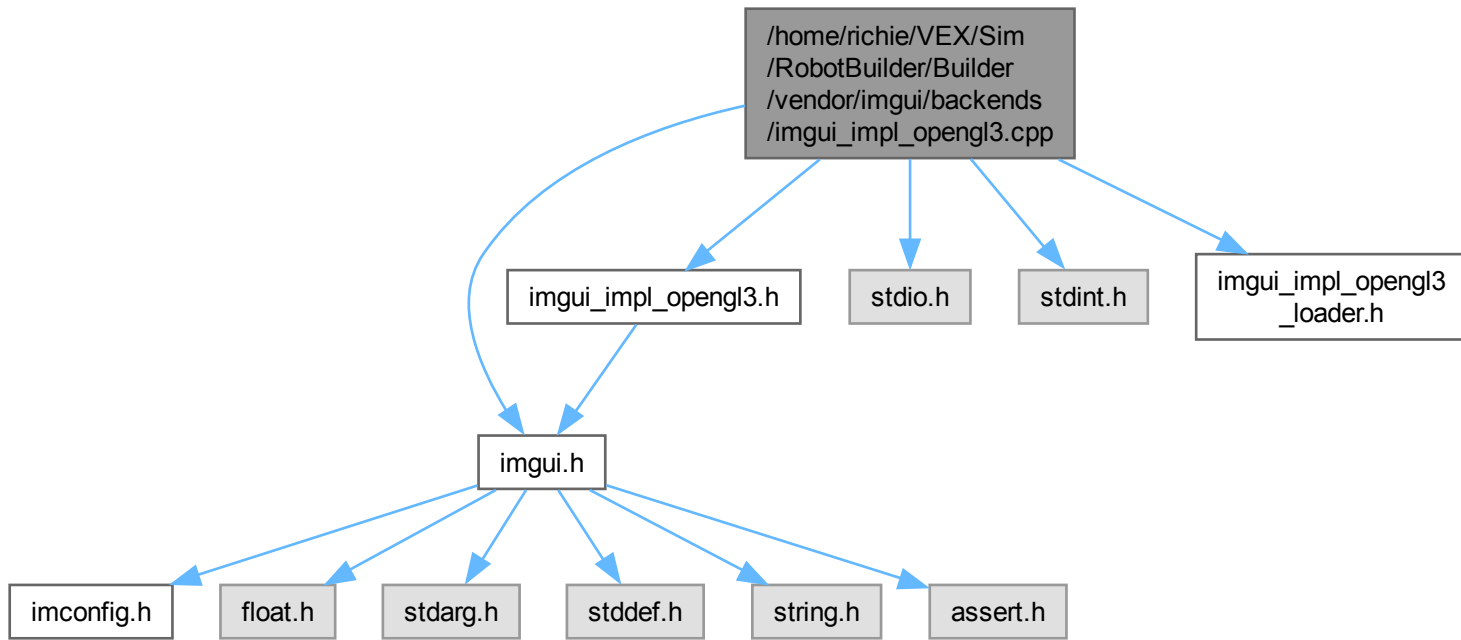 /home/richie/VEX/Sim
/RobotBuilder/Builder
/vendor/imgui/backends
/imgui_impl_opengl3.cpp
imgui_impl_opengl3.h
stdio.h
stdint.h
imgui_impl_opengl3
_loader.h
imgui.h
imconfig.h
float.h
stdarg.h
stddef.h
string.h
assert.h